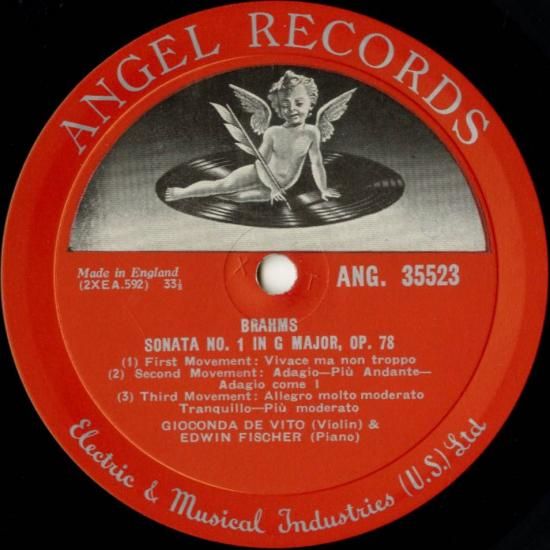 ANGEL RECORDS
Made in England
(2XEA.592) 33⅓
ANG. 35523
BRAHMS
SONATA NO. 1 IN G MAJOR, OP. 78
(1) First Movement: Vivace ma non troppo
(2) Second Movement: Adagio—Più Andante—
Adagio come I
(3) Third Movement: Allegro molto moderato
Tranquillo—Più moderato
GIOCONDA DE VITO (Violin) &
EDWIN FISCHER (Piano)
Electric & Musical Industries (U.S.) Ltd